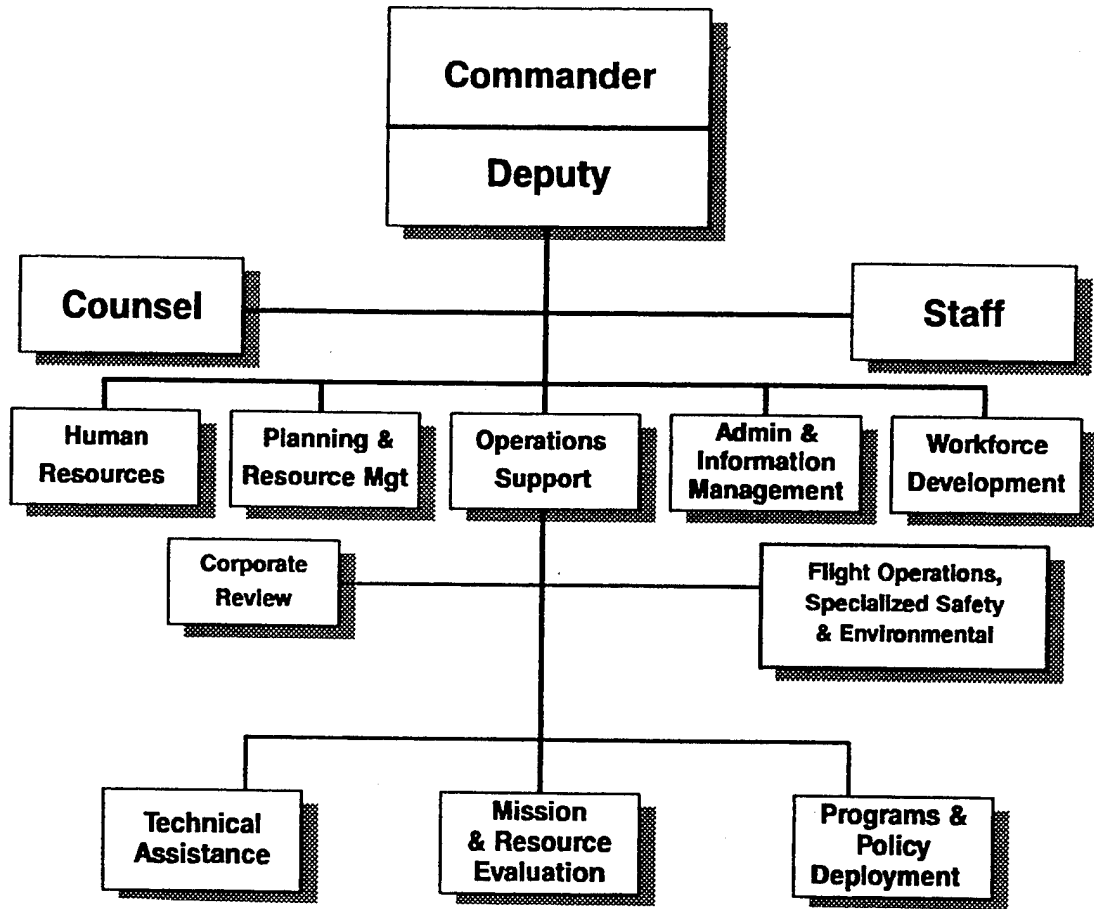 Commander
Deputy
Counsel
Staff
Human
Resources
Planning &
Resource Mgt
Operations
Support
Admin &
Information
Management
Workforce
Development
Corporate
Review
Flight Operations,
Specialized Safety
& Environmental
Technical
Assistance
Mission
& Resource
Evaluation
Programs &
Policy
Deployment